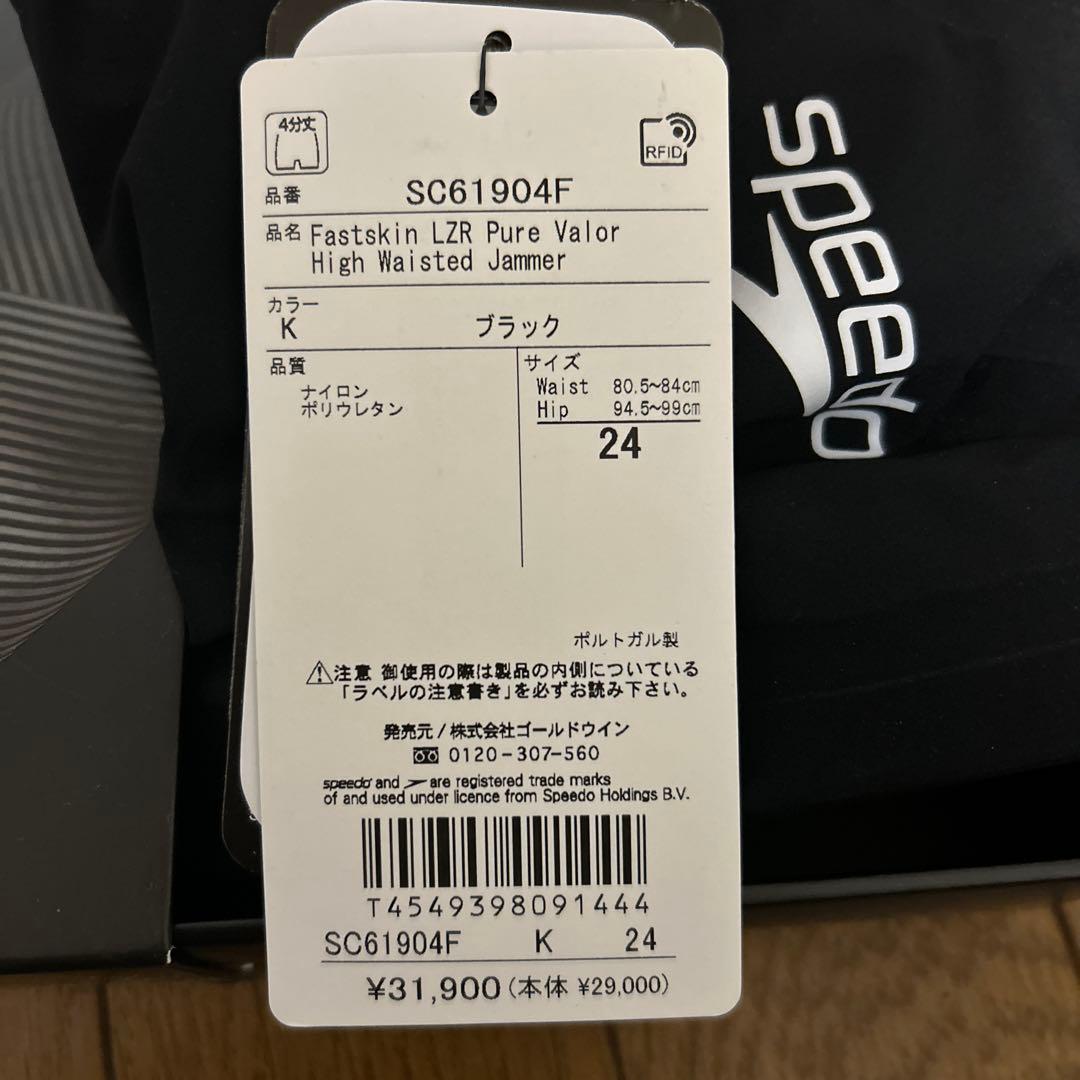 4分丈
RFID
品番 SC61904F
品名 Fastskin LZR Pure Valor
High Waisted Jammer
カラー
K ブラック
品質
ナイロン
ポリウレタン
サイズ
Waist 80.5~84cm
Hip 94.5~99cm
24
ポルトガル製
注意 御使用の際は製品の内側についている
「ラベルの注意書き」を必ずお読み下さい。
発売元/株式会社ゴールドウイン
0120-307-560
speedo and are registered trade marks
of and used under licence from Speedo Holdings B.V.
T4549398091444
SC61904F K 24
¥31,900(本体 ¥29,000)
speedo